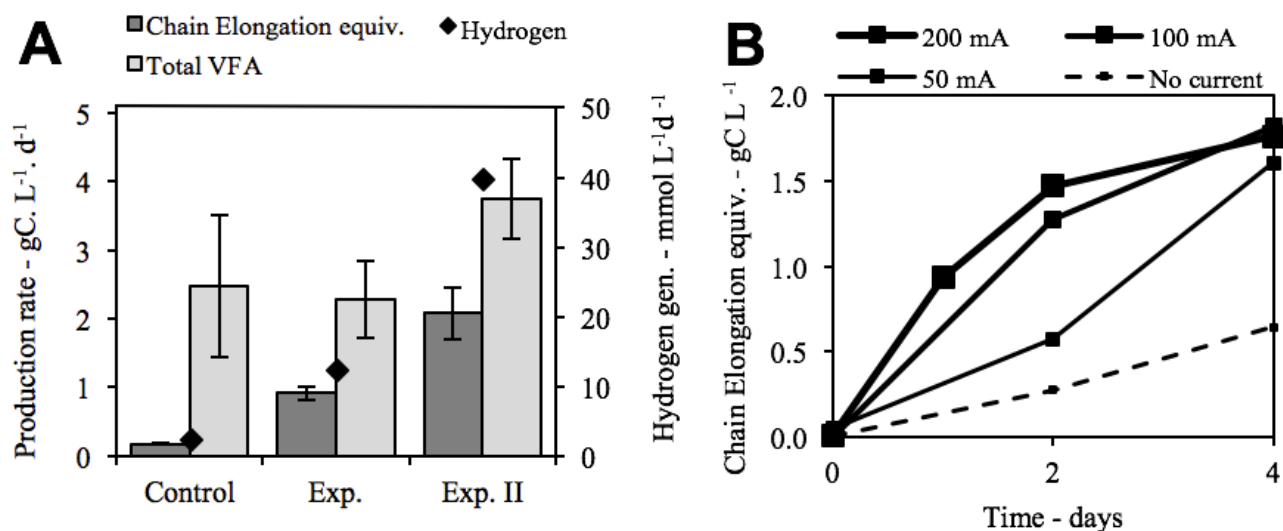 A
Chain Elongation equiv.
Hydrogen
Total VFA
Production rate - gC. L⁻¹. d⁻¹
5
4
3
2
1
0
50
40
30
20
10
0
Hydrogen gen. - mmol L⁻¹d⁻¹
Control
Exp.
Exp. II
B
200 mA
100 mA
50 mA
No current
Chain Elongation equiv. - gC L⁻¹
2.0
1.5
1.0
0.5
0.0
0
2
4
Time - days